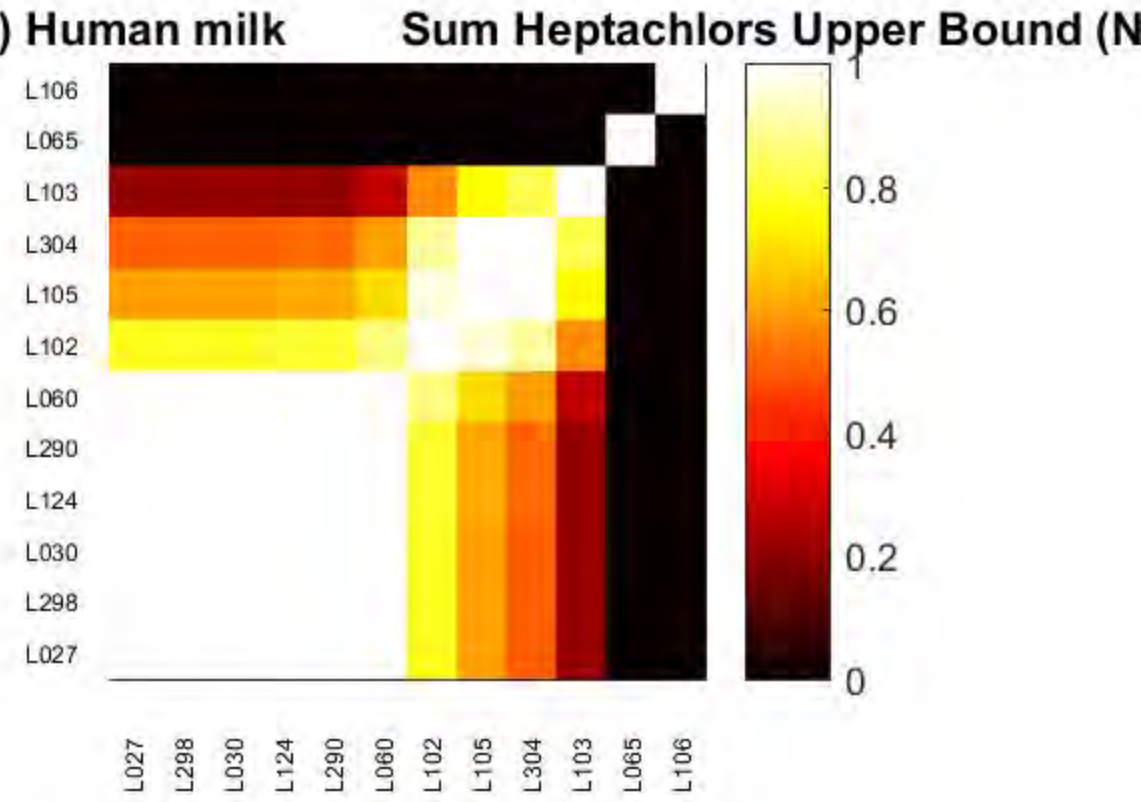 ) Human milk Sum Heptachlors Upper Bound (N
L106
L065
L103
L304
L105
L102
L060
L290
L124
L030
L298
L027
1
0.8
0.6
0.4
0.2
0
L027 L298 L030 L124 L290 L060 L102 L105 L304 L103 L065 L106